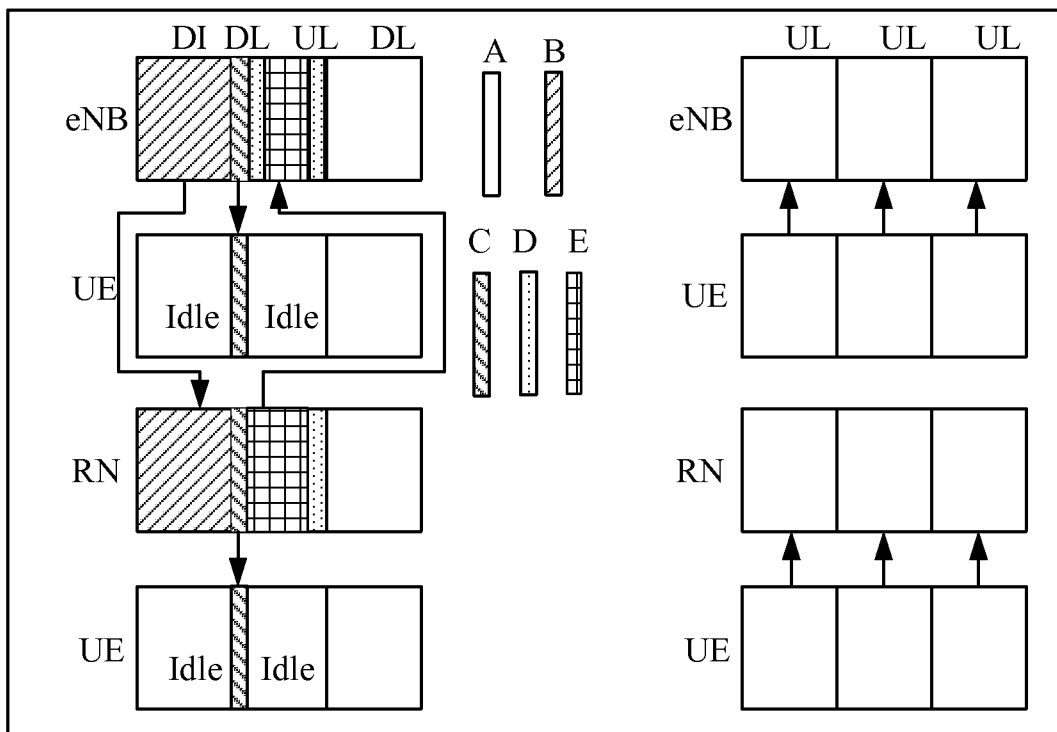 DI DL UL DL
A B
UL UL UL
eNB
eNB
C D E
UE
Idle Idle
UE
RN
RN
UE
Idle Idle
UE